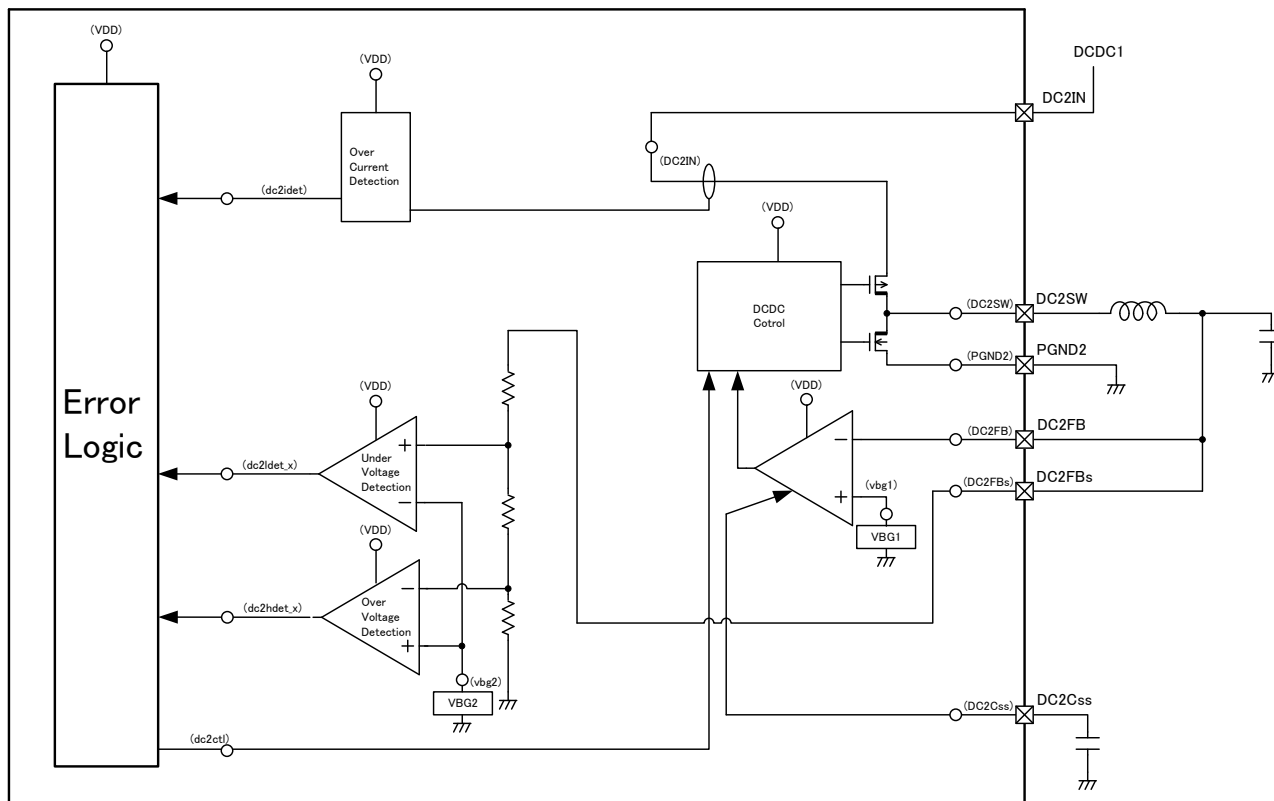 (VDD)
DCDC1
(VDD)
DC2IN
Over
Current
Detection
(DC2IN)
(dc2idet)
(VDD)
DCDC
Cotrol
(DC2SW)
DC2SW
(PGND2)
PGND2
Error
Logic
(VDD)
(VDD)
+
Under
Voltage
Detection
−
(dc2ldet_x)
−
(DC2FB)
DC2FB
+
(vbg1)
VBG1
(DC2FBs)
DC2FBs
(VDD)
−
Over
Voltage
Detection
+
(dc2hdet_x)
(vbg2)
VBG2
(DC2Css)
DC2Css
(dc2ctl)